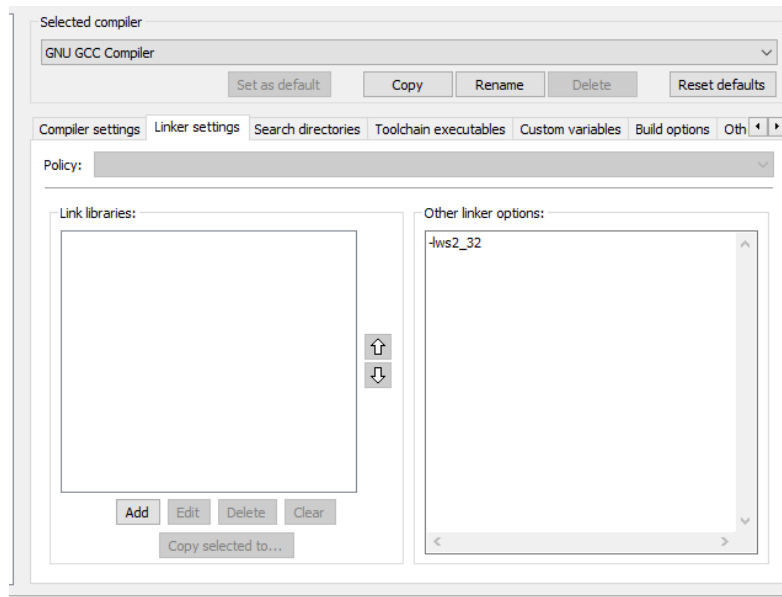 Selected compiler
GNU GCC Compiler
Set as default Copy Rename Delete Reset defaults
Compiler settings Linker settings Search directories Toolchain executables Custom variables Build options Oth
Policy:
Link libraries:
Other linker options:
-lws2_32
Add Edit Delete Clear
Copy selected to...